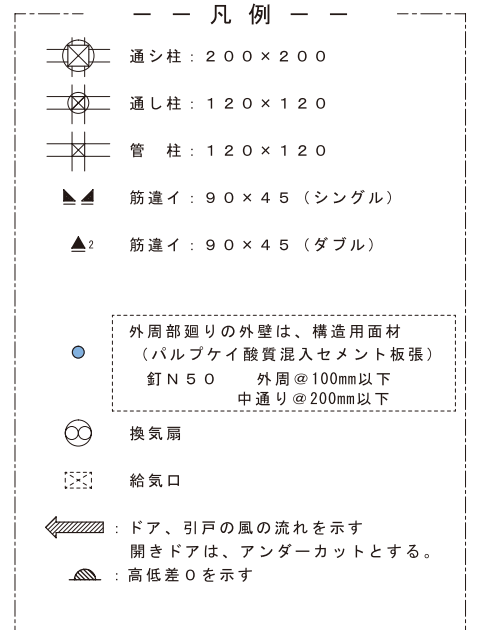 －－ 凡 例 －－
通シ柱：２００×２００
通し柱：１２０×１２０
管　柱：１２０×１２０
筋違イ：９０×４５（シングル）
2 筋違イ：９０×４５（ダブル）
外周部廻りの外壁は、構造用面材
（パルプケイ酸質混入セメント板張）
釘Ｎ５０　　外周＠100mm以下
中通り＠200mm以下
換気扇
給気口
：ドア、引戸の風の流れを示す
開きドアは、アンダーカットとする。
：高低差０を示す